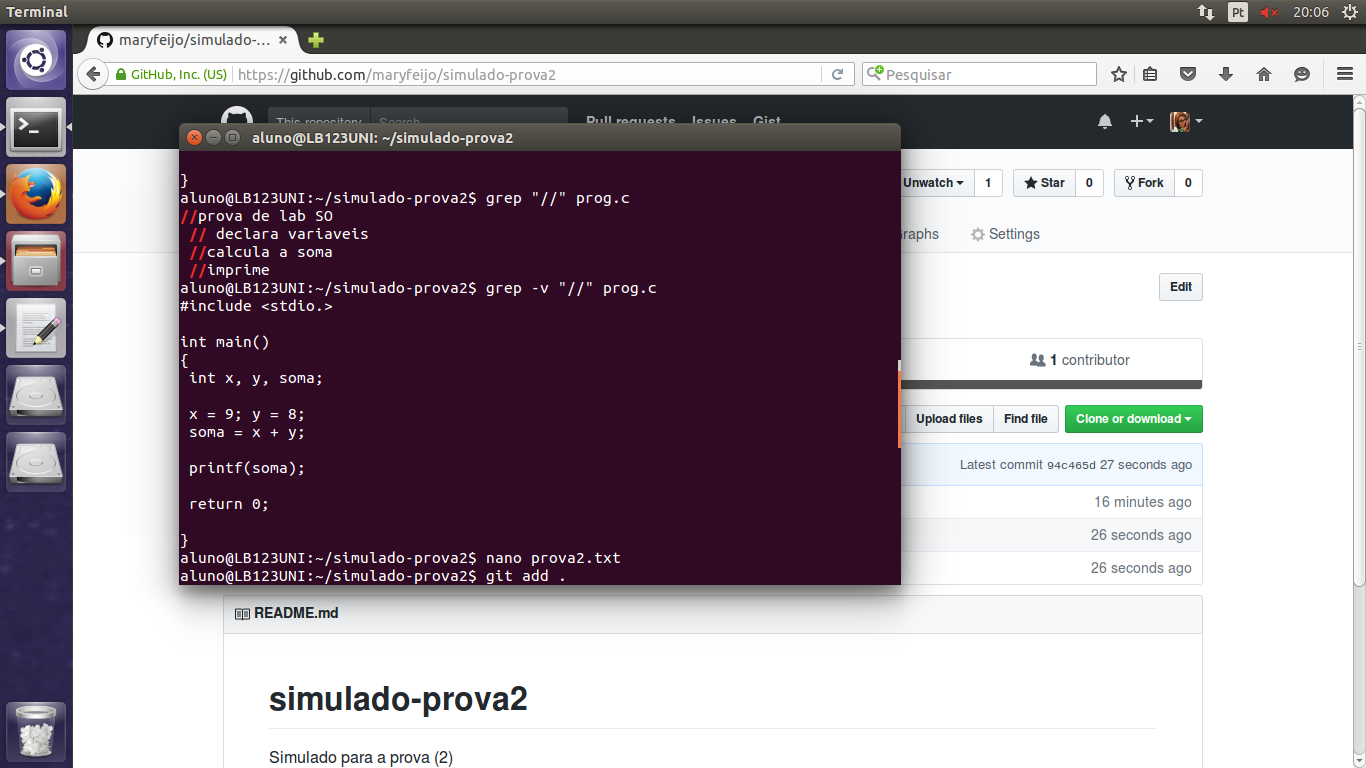 Terminal
Pt
20:06
maryfeijo/simulado-...
GitHub, Inc. (US)
https://github.com/maryfeijo/simulado-prova2
Pesquisar
This repository
Search
Pull requests
Issues
Gist
aluno@LB123UNI: ~/simulado-prova2
}
aluno@LB123UNI:~/simulado-prova2$ grep "//" prog.c
//prova de lab SO
// declara variaveis
//calcula a soma
//imprime
aluno@LB123UNI:~/simulado-prova2$ grep -v "//" prog.c
#include <stdio.>
int main()
{
int x, y, soma;
x = 9; y = 8;
soma = x + y;
printf(soma);
return 0;
}
aluno@LB123UNI:~/simulado-prova2$ nano prova2.txt
aluno@LB123UNI:~/simulado-prova2$ git add .
Unwatch
1
Star
0
Fork
0
Settings
Edit
1 contributor
Upload files
Find file
Clone or download
Latest commit 94c465d 27 seconds ago
16 minutes ago
26 seconds ago
26 seconds ago
README.md
simulado-prova2
Simulado para a prova (2)